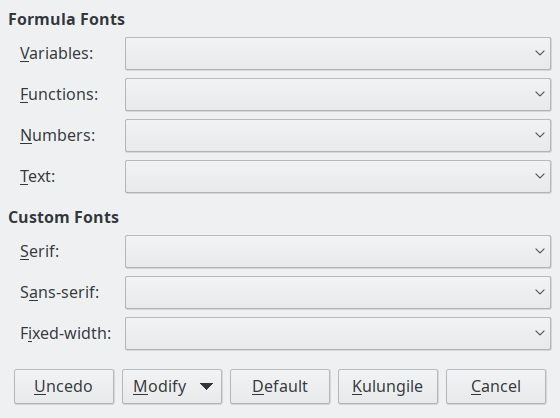 Formula Fonts
Variables:
Functions:
Numbers:
Text:
Custom Fonts
Serif:
Sans-serif:
Fixed-width:
Uncedo Modify Default Kulungile Cancel